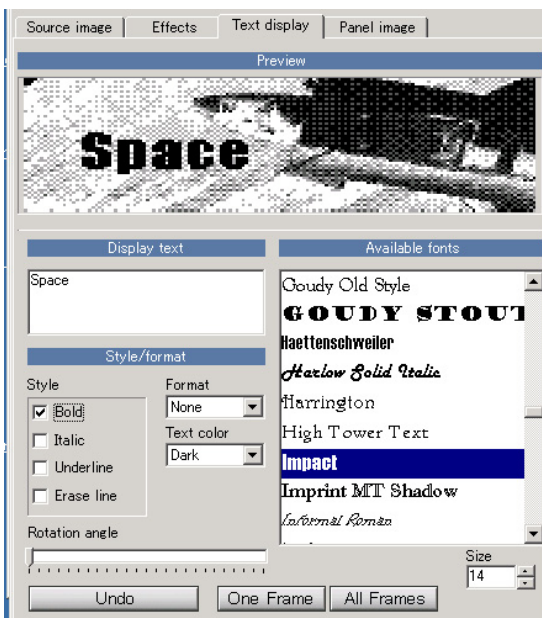 Source image
Effects
Text display
Panel image
Preview
Space
Display text
Available fonts
Space
Goudy Old Style
GOUDY STOUT
Haettenschweiler
Harlow Solid Italic
Harrington
High Tower Text
Impact
Imprint MT Shadow
Informal Roman
Style/format
Style
Format
Bold
None
Italic
Text color
Underline
Dark
Erase line
Rotation angle
Size
14
Undo
One Frame
All Frames